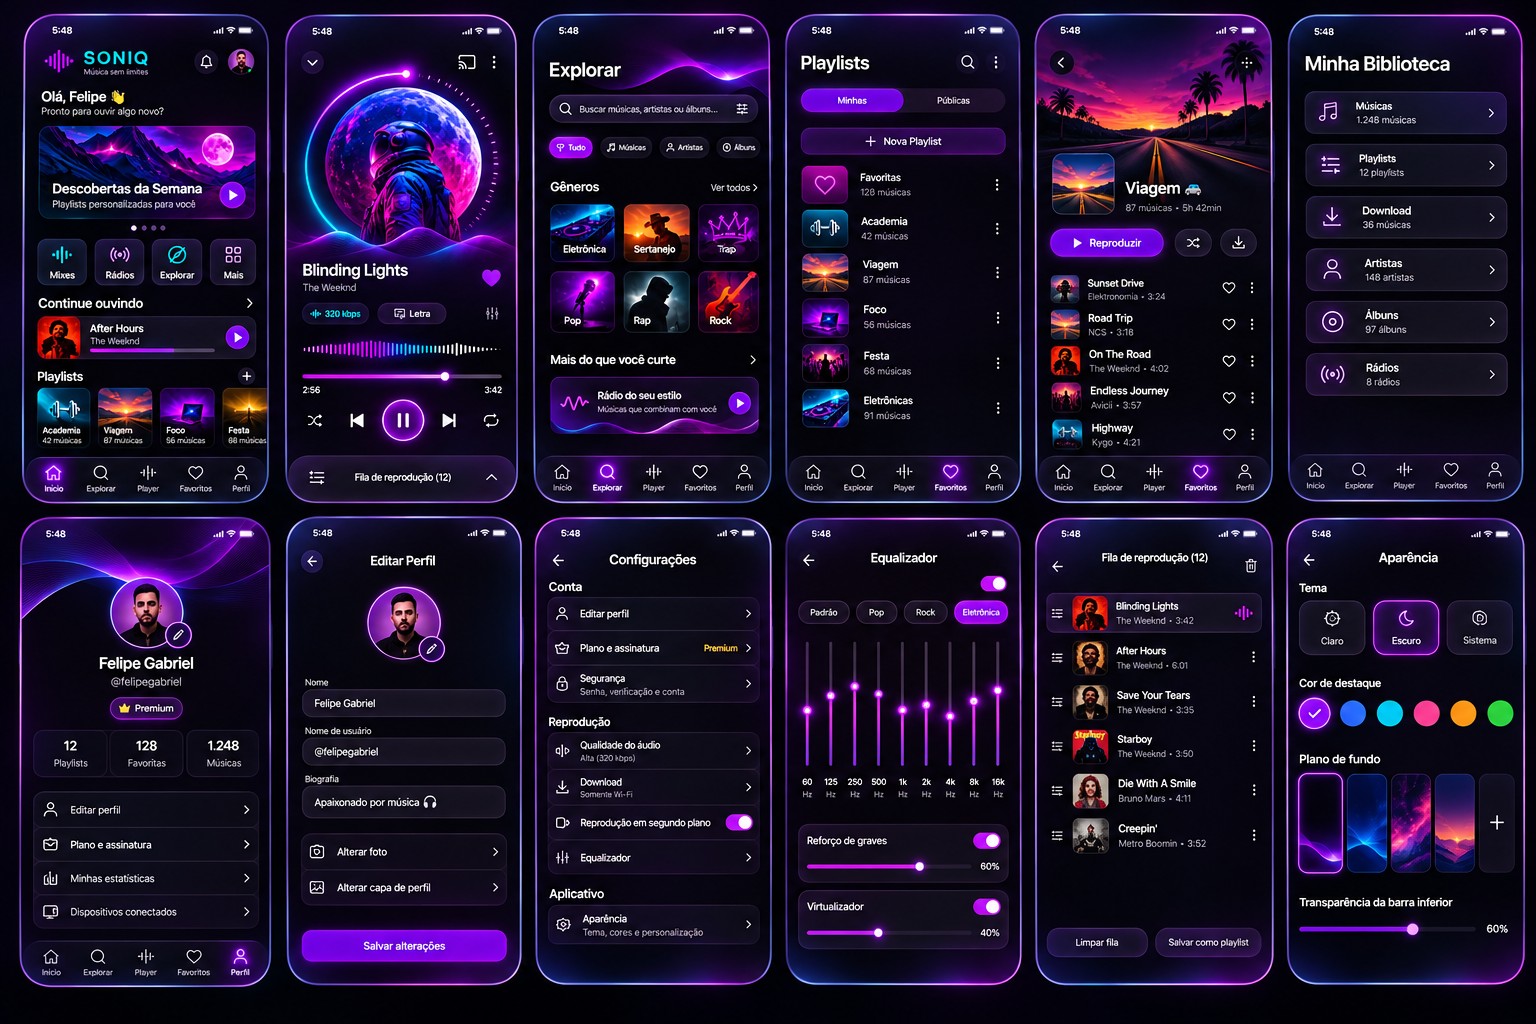 5:48
SONIQ
Música sem limites
Olá, Felipe 👋
Pronto para ouvir algo novo?
Descobertas da Semana
Playlists personalizadas para você
Mixes
Rádios
Explorar
Mais
Continue ouvindo
After Hours
The Weeknd
Playlists
Academia
42 músicas
Viagem
87 músicas
Foco
56 músicas
Festa
68 músicas
Início
Explorar
Player
Favoritos
Perfil
5:48
Blinding Lights
The Weeknd
320 kbps
Letra
2:56
3:42
Fila de reprodução (12)
5:48
Explorar
Buscar músicas, artistas ou álbuns...
Tudo
Músicas
Artistas
Álbuns
Gêneros
Ver todos
Eletrônica
Sertanejo
Trap
Pop
Rap
Rock
Mais do que você curte
Rádio do seu estilo
Músicas que combinam com você
Início
Explorar
Player
Favoritos
Perfil
5:48
Playlists
Minhas
Públicas
Nova Playlist
Favoritas
128 músicas
Academia
42 músicas
Viagem
87 músicas
Foco
56 músicas
Festa
68 músicas
Eletrônicas
91 músicas
Início
Explorar
Player
Favoritos
Perfil
5:48
Viagem 🚙
87 músicas • 5h 42min
Reproduzir
Sunset Drive
Elektronomia • 3:24
Road Trip
NCS • 3:18
On The Road
The Weeknd • 4:02
Endless Journey
Avicii • 3:57
Highway
Kygo • 4:21
Início
Explorar
Player
Favoritos
Perfil
5:48
Minha Biblioteca
Músicas
1.248 músicas
Playlists
12 playlists
Download
36 músicas
Artistas
148 artistas
Álbuns
97 álbuns
Rádios
8 rádios
Início
Explorar
Player
Favoritos
Perfil
5:48
Felipe Gabriel
@felipegabriel
Premium
12
Playlists
128
Favoritas
1.248
Músicas
Editar perfil
Plano e assinatura
Minhas estatísticas
Dispositivos conectados
Início
Explorar
Player
Favoritos
Perfil
5:48
Editar Perfil
Nome
Felipe Gabriel
Nome de usuário
@felipegabriel
Biografia
Apaixonado por música 🎧
Alterar foto
Alterar capa de perfil
Salvar alterações
5:48
Configurações
Conta
Editar perfil
Plano e assinatura
Premium
Segurança
Senha, verificação e conta
Reprodução
Qualidade do áudio
Alta (320 kbps)
Download
Somente Wi-Fi
Reprodução em segundo plano
Equalizador
Aplicativo
Aparência
Tema, cores e personalização
5:48
Equalizador
Padrão
Pop
Rock
Eletrônica
60 125 250 500 1k 2k 4k 8k 16k
Hz Hz Hz Hz Hz Hz Hz Hz Hz
Reforço de graves
60%
Virtualizador
40%
5:48
Fila de reprodução (12)
Blinding Lights
The Weeknd • 3:42
After Hours
The Weeknd • 6:01
Save Your Tears
The Weeknd • 3:35
Starboy
The Weeknd • 3:50
Die With A Smile
Bruno Mars • 4:11
Creepin'
Metro Boomin • 3:52
Limpar fila
Salvar como playlist
5:48
Aparência
Tema
Claro
Escuro
Sistema
Cor de destaque
Plano de fundo
Transparência da barra inferior
60%